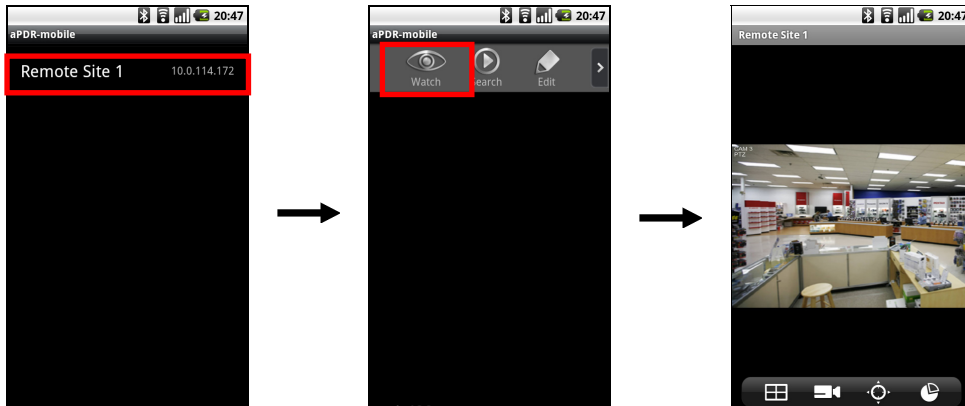 20:47
aPDR-mobile
Remote Site 1 10.0.114.172
20:47
aPDR-mobile
Watch
Search
Edit
20:47
Remote Site 1
CAM 3
PTZ